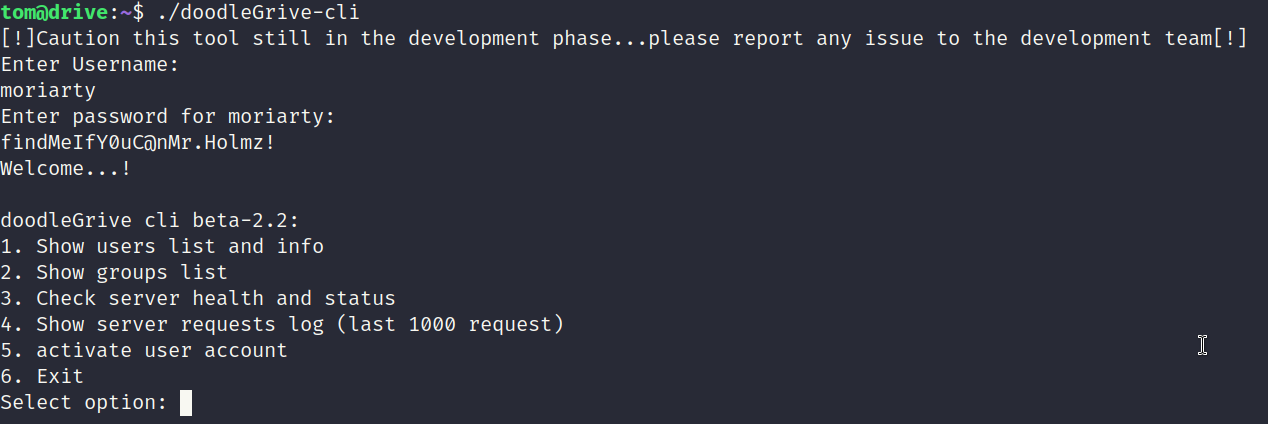 tom@drive:~$ ./doodleGrive-cli
[!]Caution this tool still in the development phase...please report any issue to the development team[!]
Enter Username:
moriarty
Enter password for moriarty:
findMeIfY0uC@nMr.Holmz!
Welcome...!
doodleGrive cli beta-2.2:
1. Show users list and info
2. Show groups list
3. Check server health and status
4. Show server requests log (last 1000 request)
5. activate user account
6. Exit
Select option: